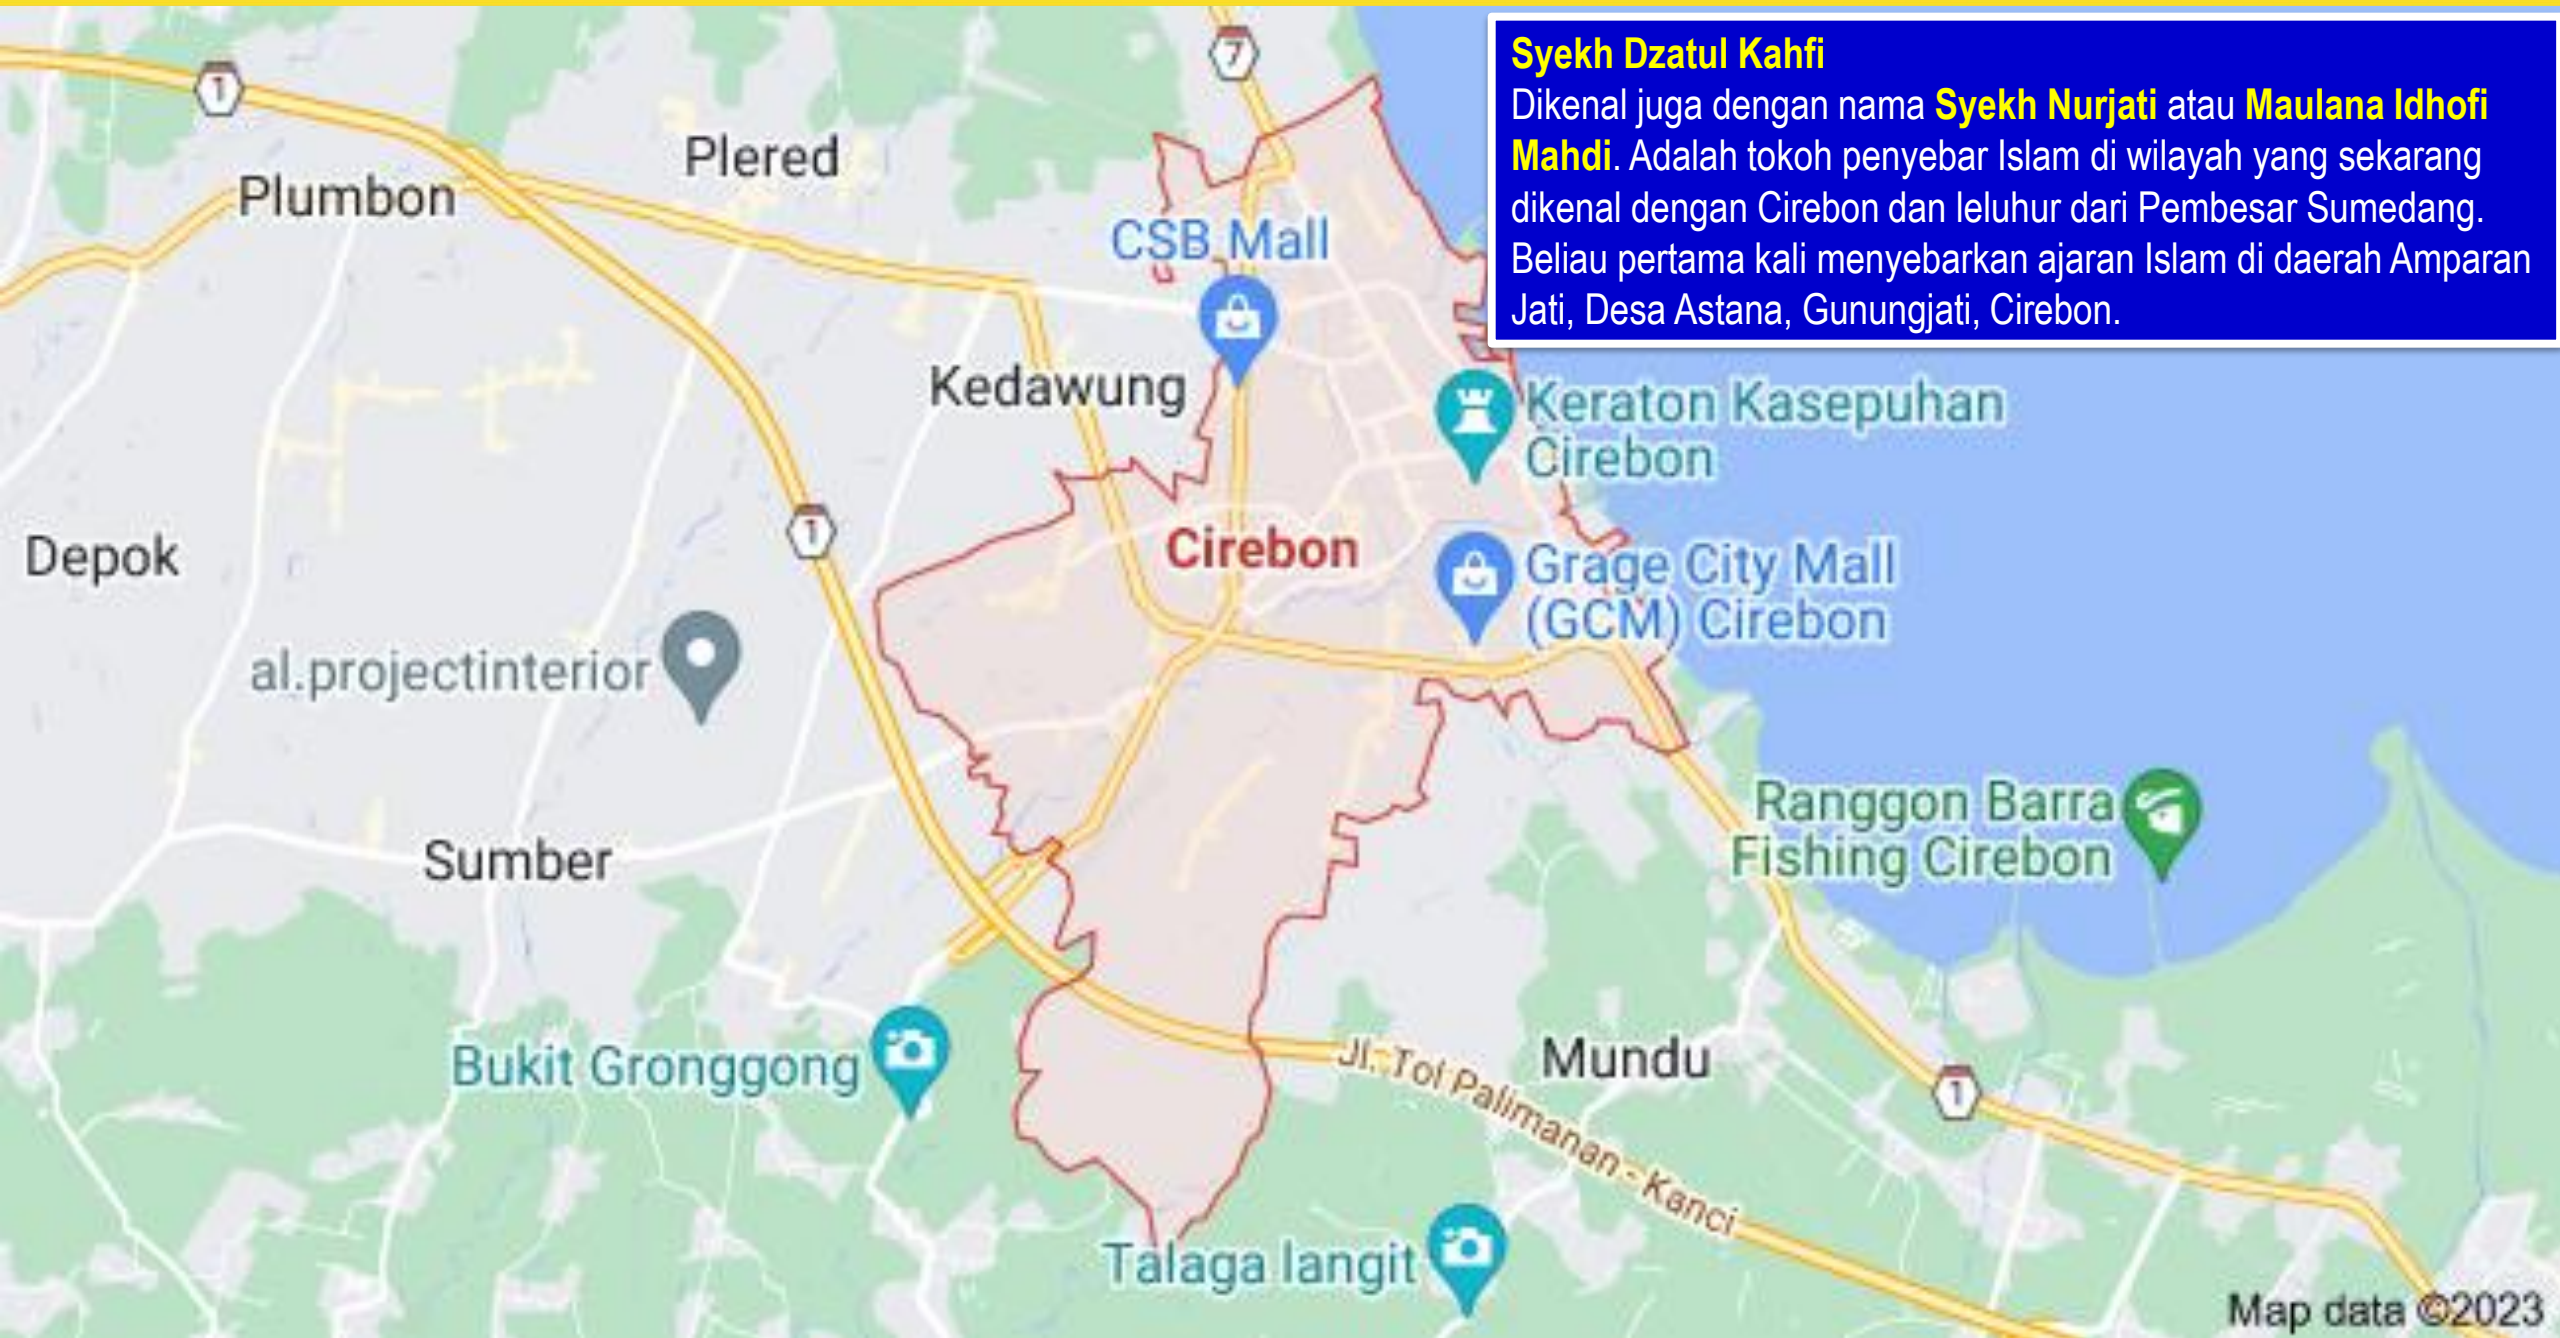 Syekh Dzatul Kahfi
Dikenal juga dengan nama Syekh Nurjati atau Maulana Idhofi
Mahdi. Adalah tokoh penyebar Islam di wilayah yang sekarang
dikenal dengan Cirebon dan leluhur dari Pembesar Sumedang.
Beliau pertama kali menyebarkan ajaran Islam di daerah Amparan
Jati, Desa Astana, Gunungjati, Cirebon.
7
1
Plered
Plumbon
CSB Mall
Kedawung
Keraton Kasepuhan
Cirebon
1
Depok
Cirebon
Grage City Mall
(GCM) Cirebon
al.projectinterior
Ranggon Barra
Fishing Cirebon
Sumber
Bukit Gronggong
Mundu
Jl. Tol Palimanan - Kanci
1
Talaga langit
Map data ©2023